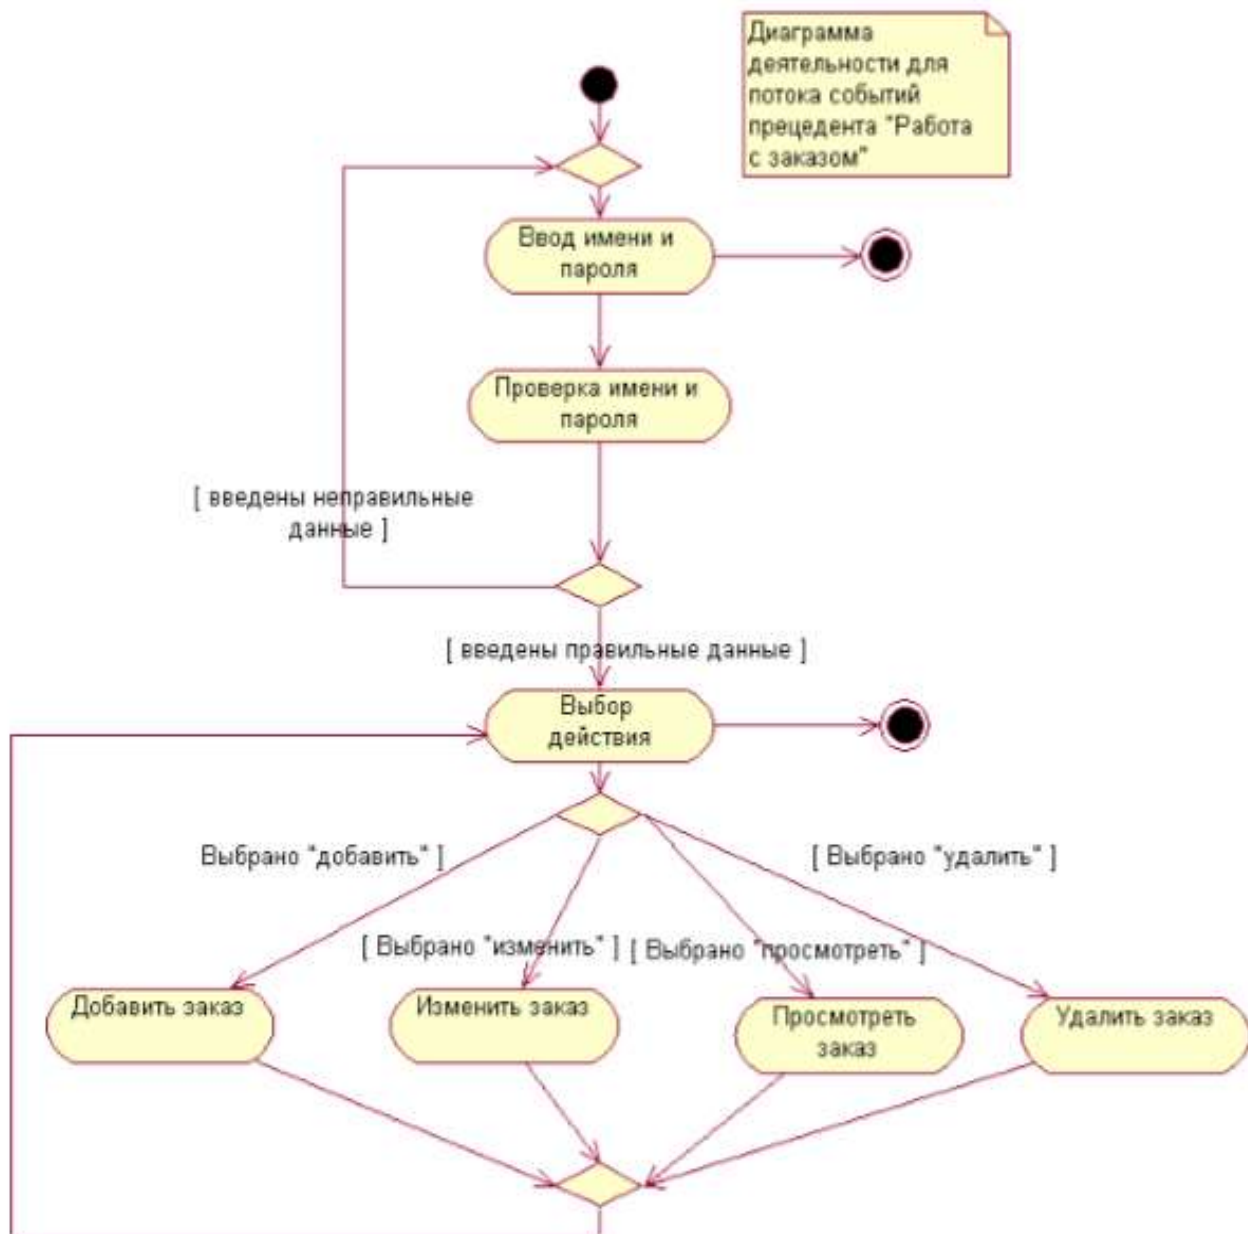 Диаграмма
деятельности для
потока событий
прецедента "Работа
с заказом"
Ввод имени и
пароля
Проверка имени и
пароля
[ введены неправильные
данные ]
[ введены правильные данные ]
Выбор
действия
Выбрано "добавить" ]
[ Выбрано "удалить" ]
[ Выбрано "изменить" ]
[ Выбрано "просмотреть" ]
Добавить заказ
Изменить заказ
Просмотреть
заказ
Удалить заказ